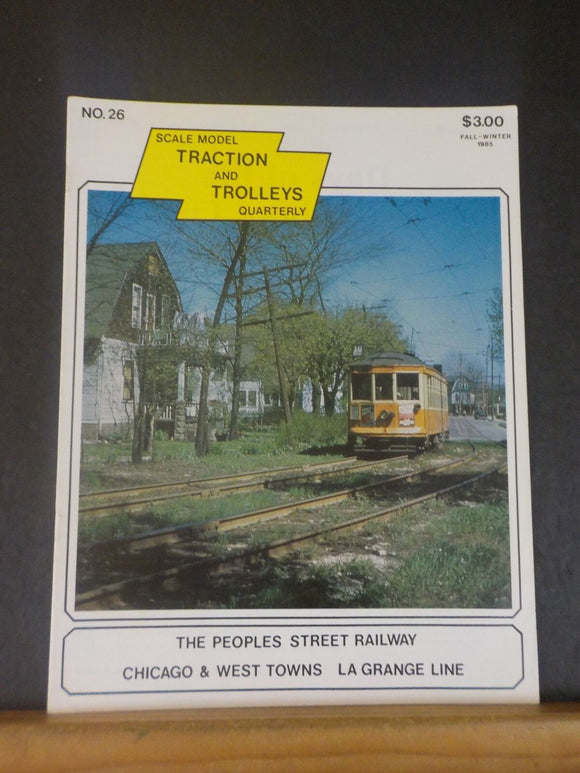 NO. 26
$3.00
FALL-WINTER
1985
SCALE MODEL
TRACTION
AND
TROLLEYS
QUARTERLY
THE PEOPLES STREET RAILWAY
CHICAGO & WEST TOWNS LA GRANGE LINE